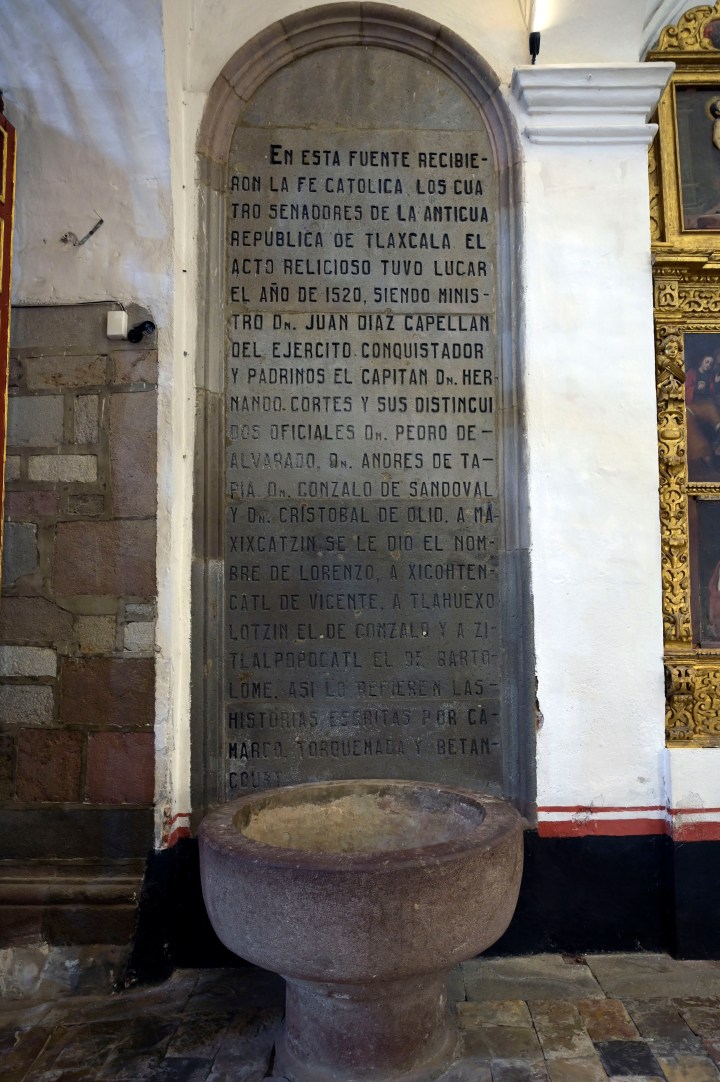 EN ESTA FUENTE RECIBIE-
RON LA FE CATOLICA, LOS CUA
TRO SENADORES DE LA ANTIGUA
REPUBLICA DE TLAXCALA. EL
ACTO RELIGIOSO TUVO LUGAR
EL AÑO DE 1520, SIENDO MINIS-
TRO DN. JUAN DIAZ CAPELLAN
DEL EJERCITO CONQUISTADOR
Y PADRINOS EL CAPITAN DN. HER-
NANDO CORTES Y SUS DISTINGUI
DOS OFICIALES DN. PEDRO DE-
ALVARADO, DN. ANDRES DE TA-
PIA, DN. GONZALO DE SANDOVAL
Y DN. CRISTOBAL DE OLID. A MA-
XIXCATZIN SE LE DIO EL NOM-
BRE DE LORENZO, A XICOHTEN-
CATL DE VICENTE, A TLAHUEXO
LOTZIN EL DE GONZALO Y A ZI-
TLALPOPOCATL EL DE BARTO-
LOME. ASI LO REFIEREN LAS-
HISTORIAS ESCRITAS POR CA-
MARGO, TORQUEMADA Y BETAN-
COURT